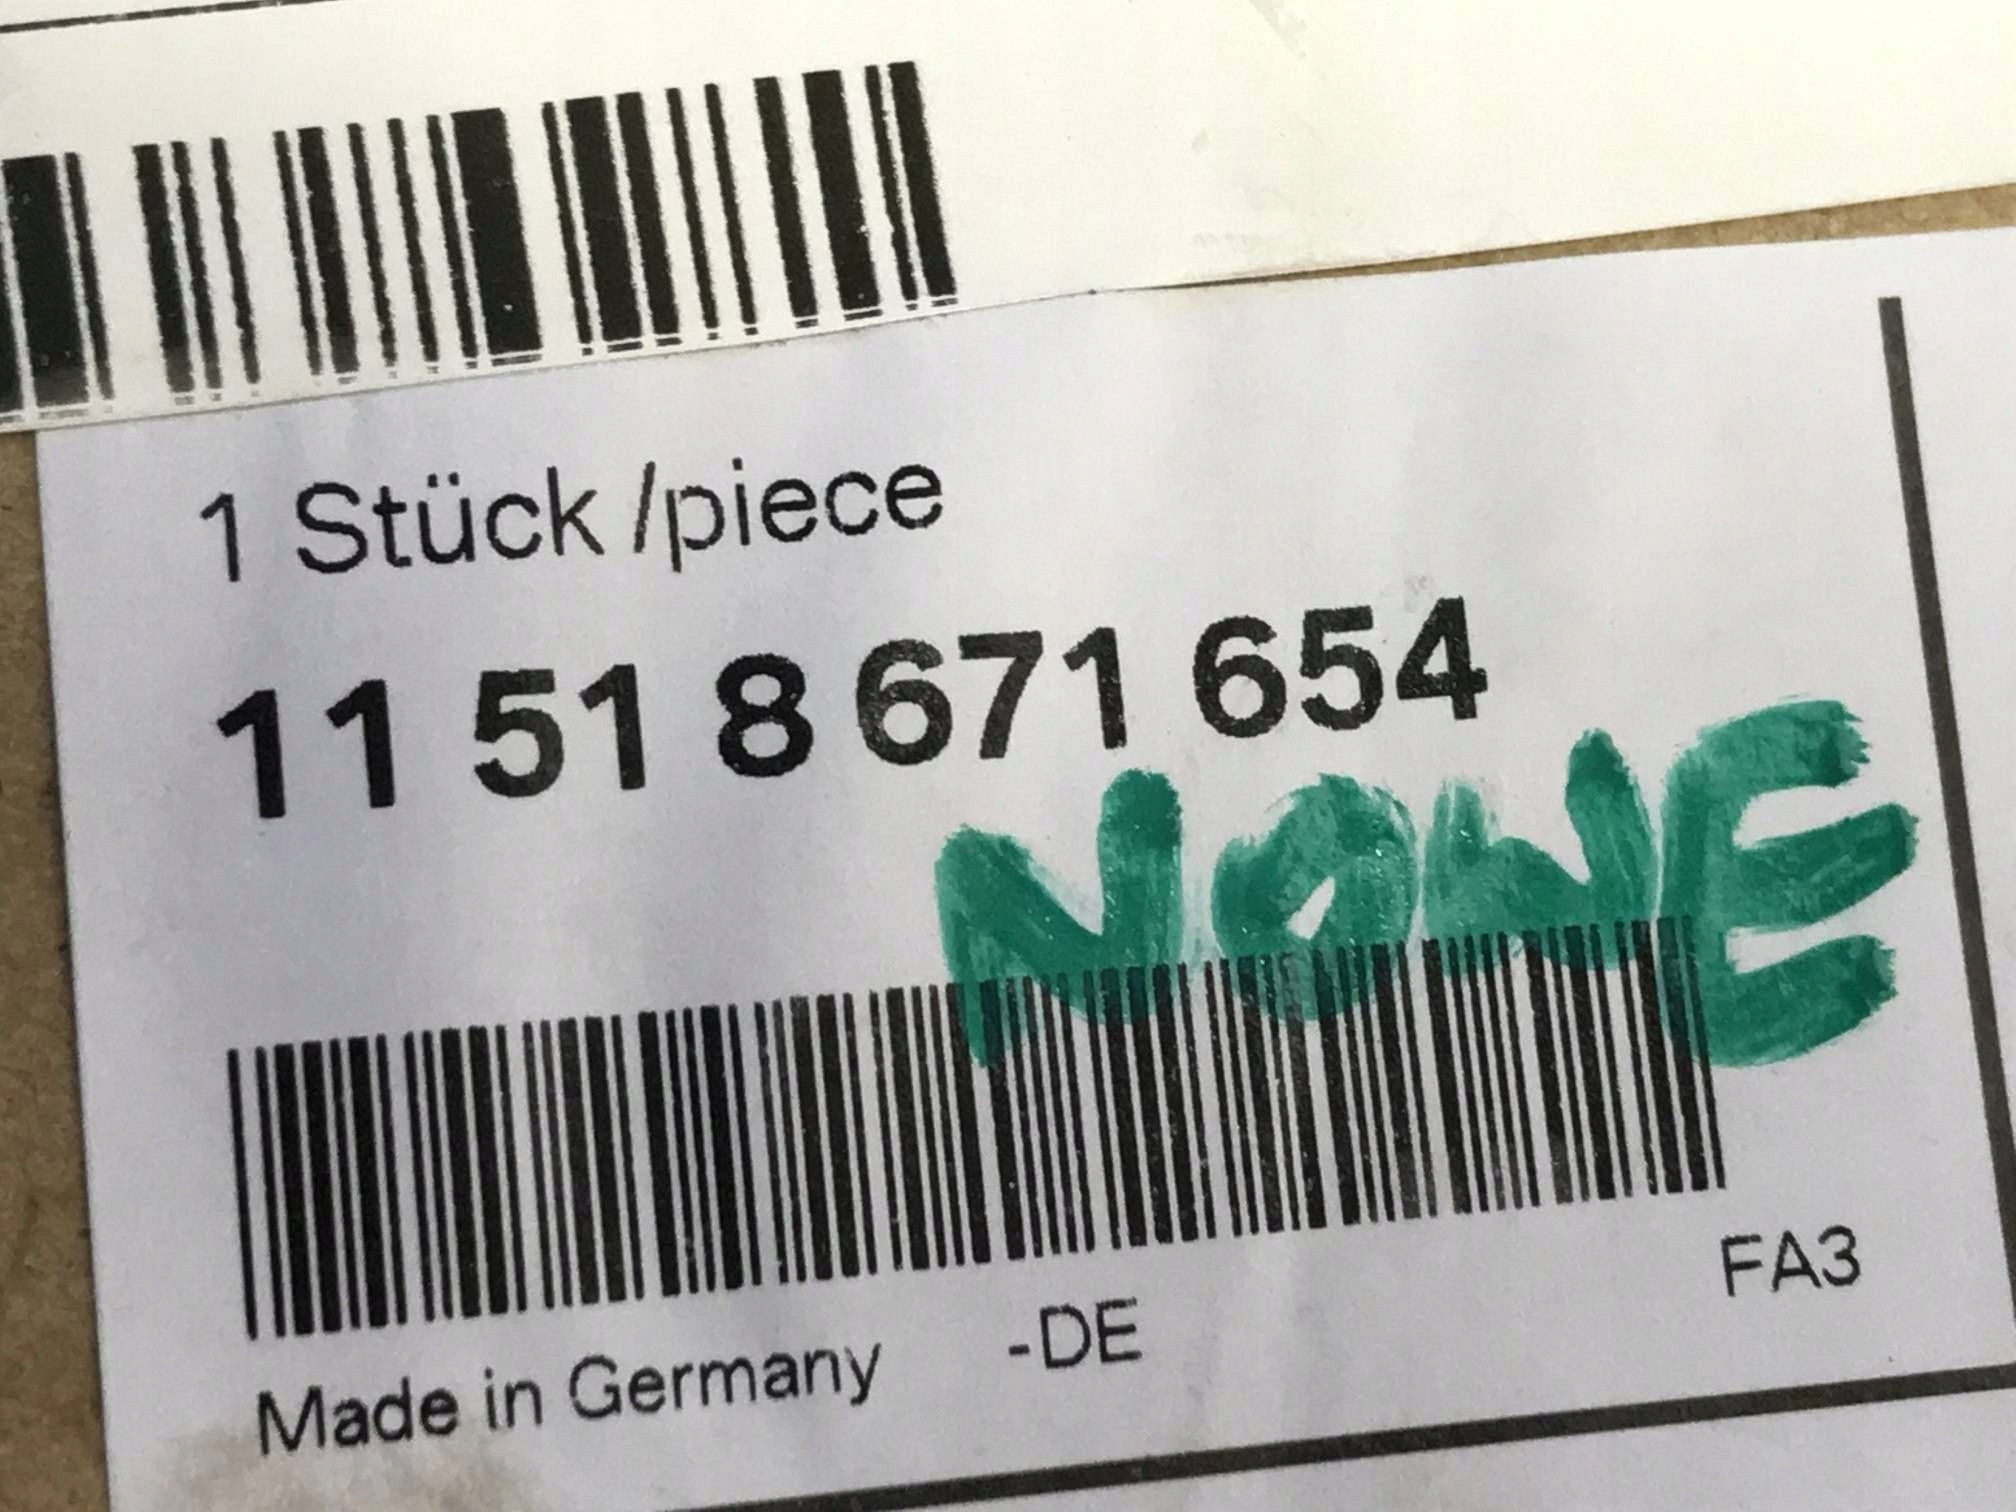 1 Stück /piece
11 51 8 671 654
NOWE
Made in Germany -DE
FA3